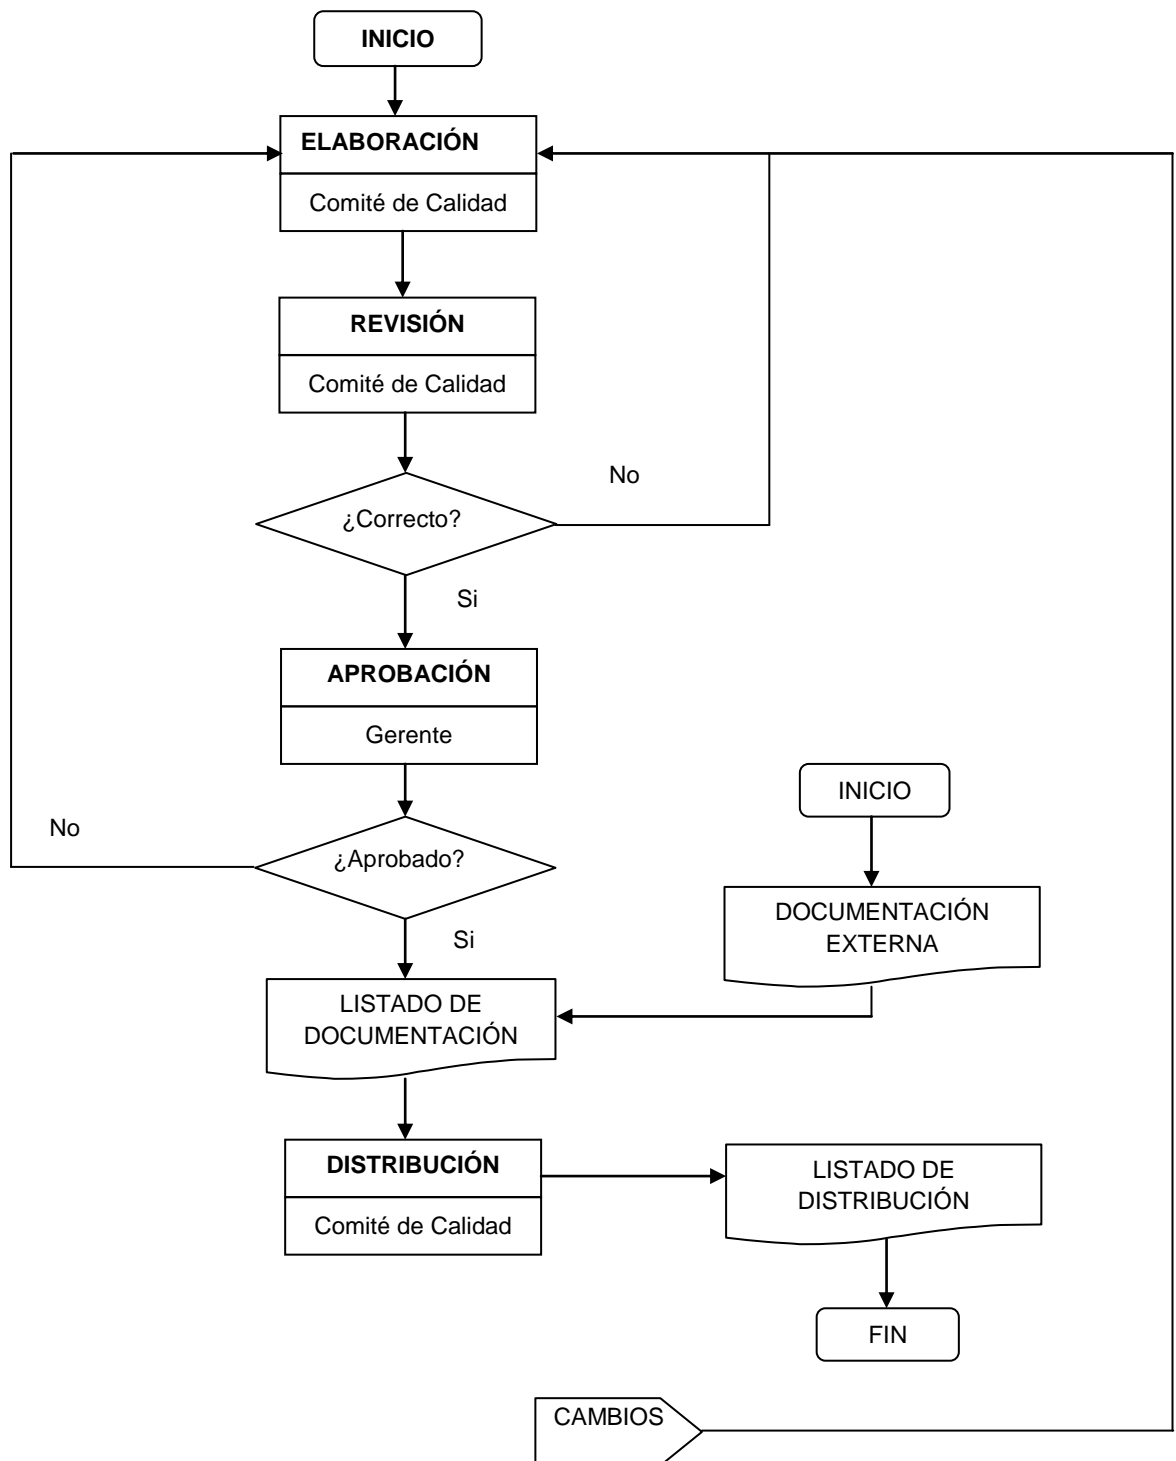 INICIO
ELABORACIÓN
Comité de Calidad
REVISIÓN
Comité de Calidad
No
¿Correcto?
Si
APROBACIÓN
Gerente
INICIO
No
¿Aprobado?
DOCUMENTACIÓN
EXTERNA
Si
LISTADO DE
DOCUMENTACIÓN
DISTRIBUCIÓN
Comité de Calidad
LISTADO DE
DISTRIBUCIÓN
FIN
CAMBIOS